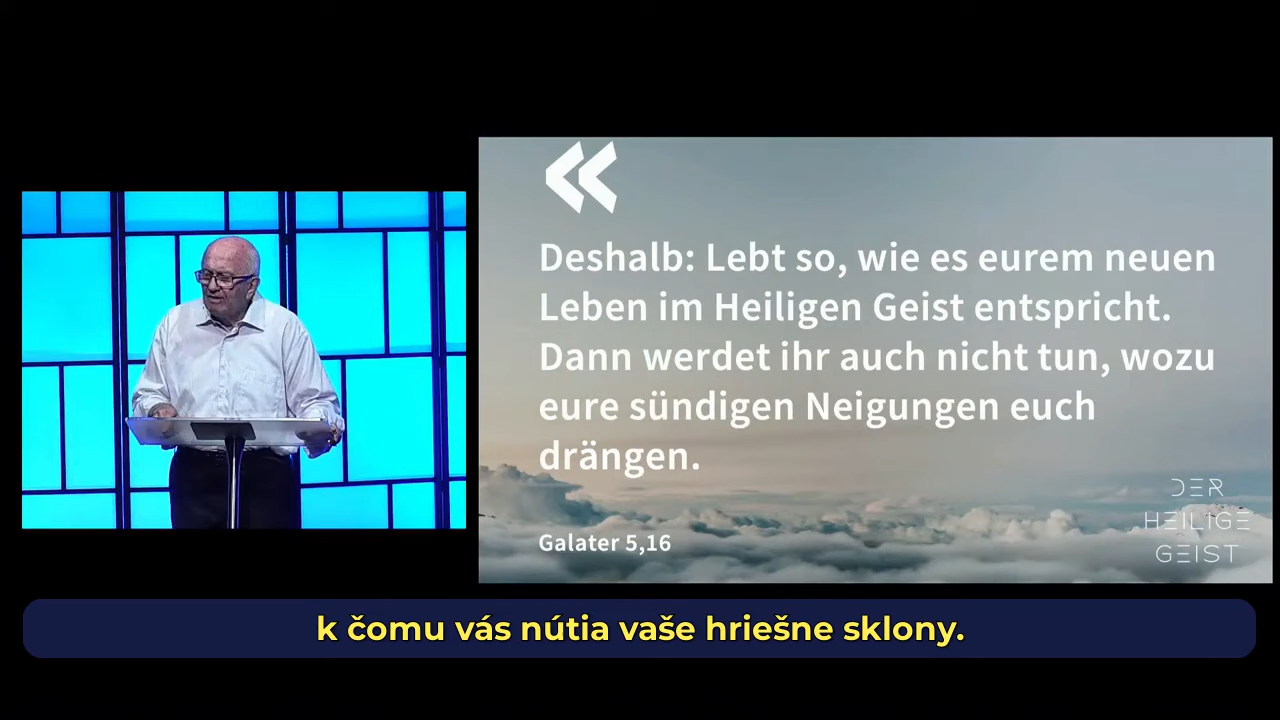 «
Deshalb: Lebt so, wie es eurem neuen
Leben im Heiligen Geist entspricht.
Dann werdet ihr auch nicht tun, wozu
eure sündigen Neigungen euch
drängen.
Galater 5,16
DER
HEILIGE
GEIST
k čomu vás nútia vaše hriešne sklony.